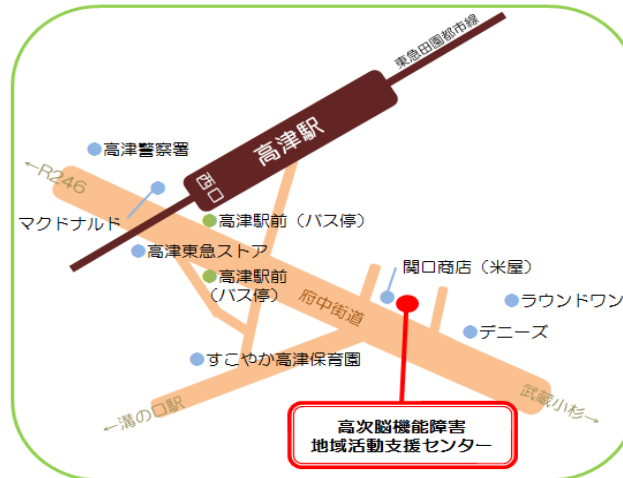 東急田園都市線
高津駅
西口
高津警察署
←R246
マクドナルド
高津駅前（バス停）
高津東急ストア
高津駅前
（バス停）
府中街道
関口商店（米屋）
ラウンドワン
デニーズ
すこやか高津保育園
←溝の口駅
武蔵小杉→
高次脳機能障害
地域活動支援センター